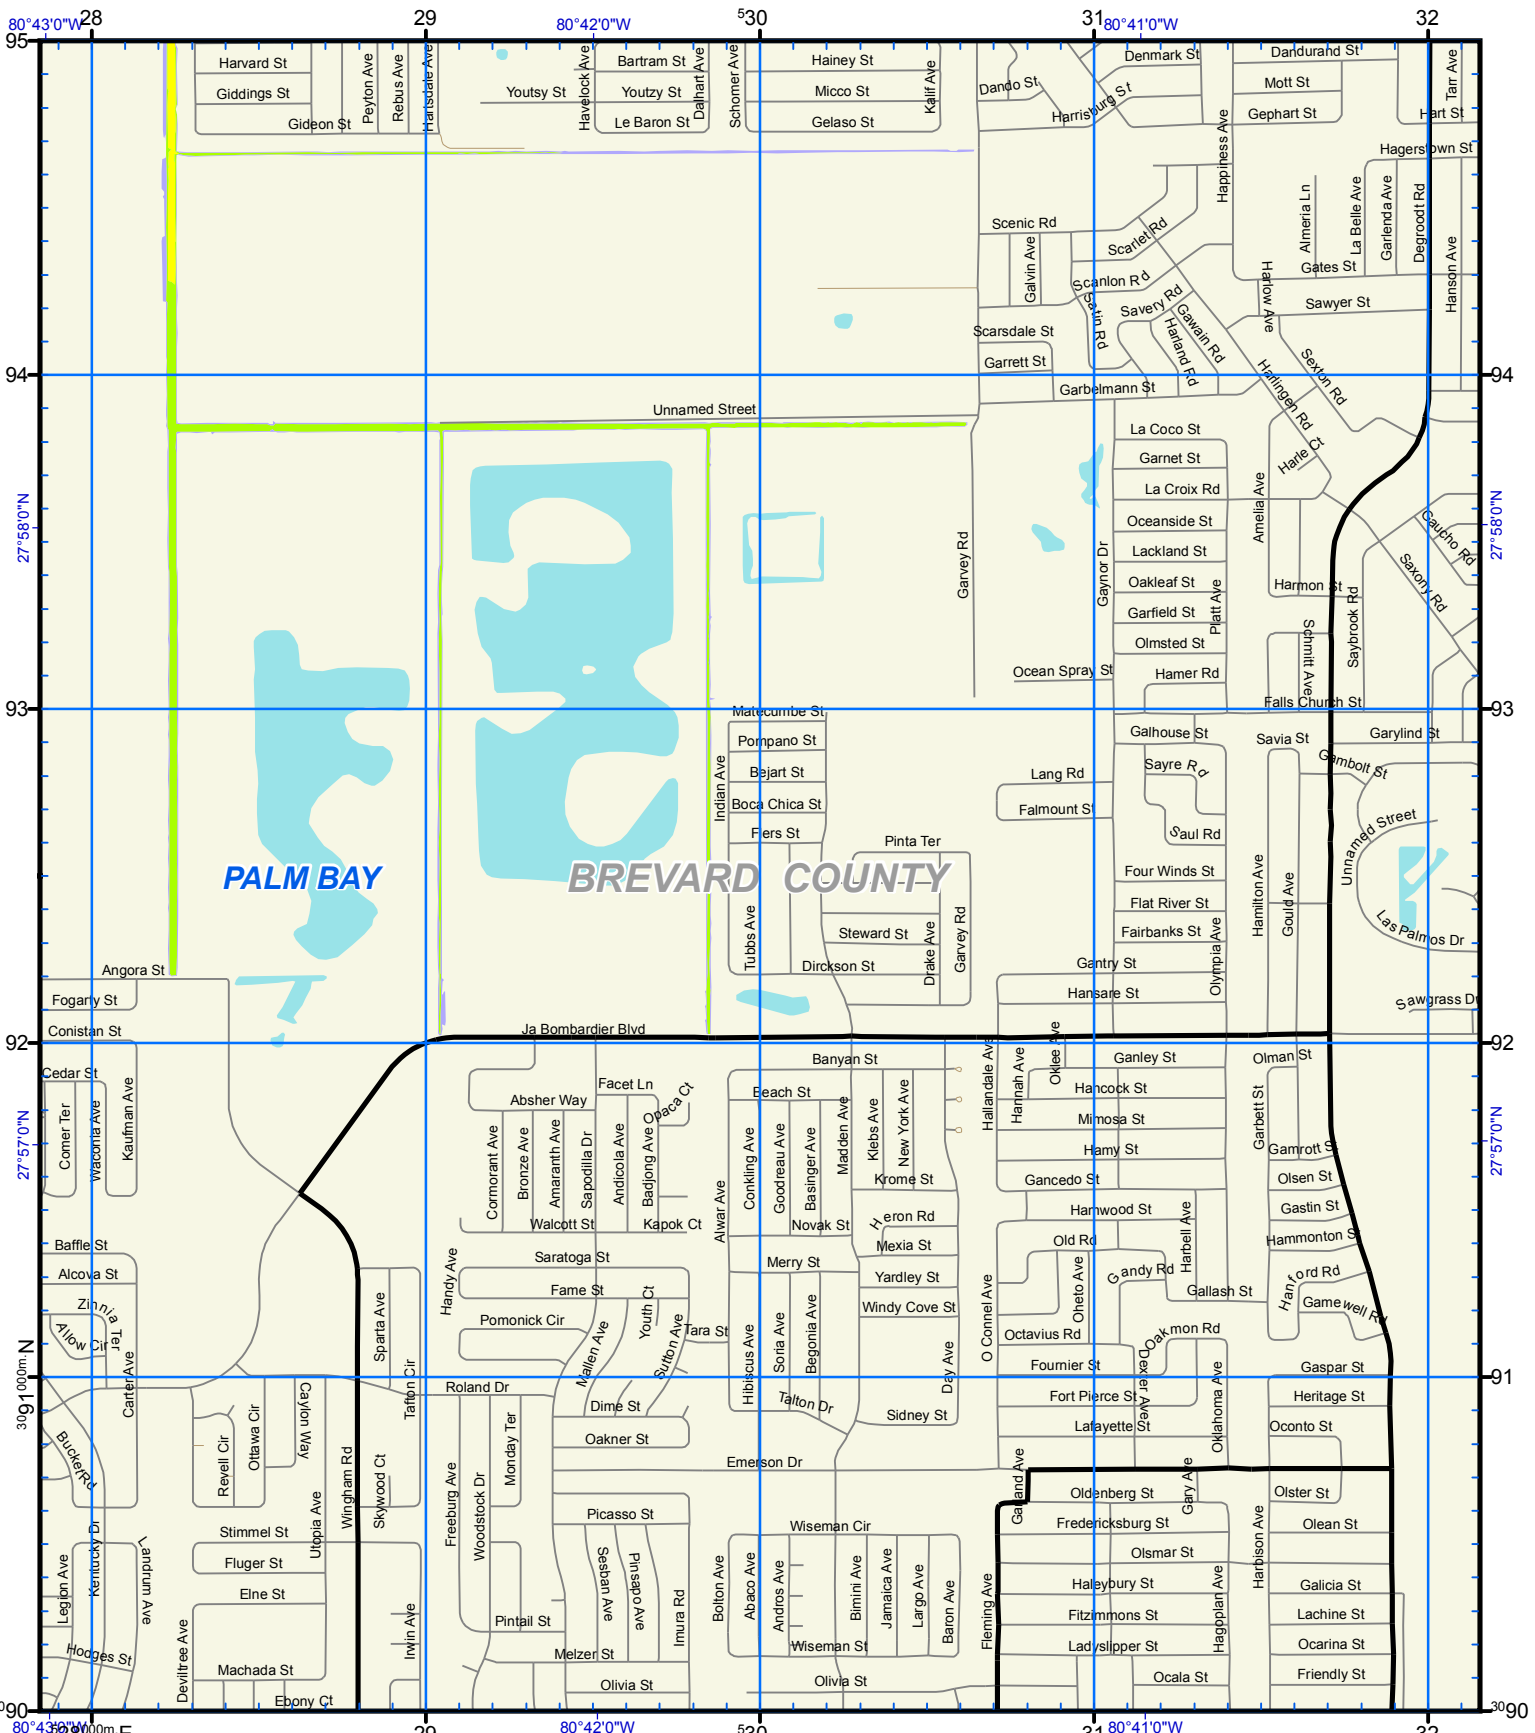 28
29
⁵30
31
32
80°43'0"W
80°42'0"W
80°41'0"W
95
Harvard St
Giddings St
Gideon St
Peyton Ave
Rebus Ave
Hartsdale Ave
Youtsy St
Havelock Ave
Bartram St
Youtzy St
Le Baron St
Dalhart Ave
Schomer Ave
Hainey St
Micco St
Gelaso St
Kalif Ave
Dando St
Harrisburg St
Denmark St
Dandurand St
Mott St
Gephart St
Tarr Ave
Hart St
Hagerstown St
Happiness Ave
Almeria Ln
La Belle Ave
Garlenda Ave
Degroodt Rd
Hanson Ave
Scenic Rd
Galvin Ave
Scarlet Rd
Scanlon Rd
Satin Rd
Savery Rd
Gawain Rd
Harland Rd
Harlow Ave
Gates St
Sawyer St
Scarsdale St
Garrett St
Garbelmann St
Harlingen Rd
Sexton Rd
94
94
Unnamed Street
La Coco St
Garnet St
La Croix Rd
Harle Ct
Amelia Ave
Oceanside St
Lackland St
Oakleaf St
Garfield St
Olmsted St
Platt Ave
Gaynor Dr
Garvey Rd
Gaucho Rd
Saxony Rd
Harmon St
Saybrook Rd
Schmitt Ave
27°58'0"N
27°58'0"N
Ocean Spray St
Hamer Rd
Falls Church St
93
93
Matecumbe St
Pompano St
Bejart St
Boca Chica St
Fiers St
Indian Ave
Galhouse St
Savia St
Garylind St
Gambolt St
Lang Rd
Sayre Rd
Falmount St
Saul Rd
Unnamed Street
Pinta Ter
PALM BAY
BREVARD COUNTY
Four Winds St
Flat River St
Fairbanks St
Hamilton Ave
Gould Ave
Las Palmos Dr
Tubbs Ave
Steward St
Dirckson St
Drake Ave
Garvey Rd
Olympia Ave
Gantry St
Hansare St
Angora St
Fogarty St
Conistan St
Ja Bombardier Blvd
92
92
Cedar St
Comer Ter
Waconia Ave
Kaufman Ave
Banyan St
Hallandale Ave
Hannah Ave
Oklee Ave
Ganley St
Olman St
Absher Way
Facet Ln
Opaca Ct
Beach St
Hancock St
Mimosa St
Hamy St
Garbett St
Gamrott St
Olsen St
27°57'0"N
27°57'0"N
Cormorant Ave
Bronze Ave
Amaranth Ave
Sapodilla Dr
Andicola Ave
Badjong Ave
Alwar Ave
Conkling Ave
Goodreau Ave
Basinger Ave
Madden Ave
Klebs Ave
New York Ave
Krome St
Gancedo St
Walcott St
Kapok Ct
Novak St
Heron Rd
Harwood St
Gastin St
Baffle St
Alcova St
Saratoga St
Merry St
Mexia St
Old Rd
Harbell Ave
Hammonton St
Handy Ave
Fame St
Youth Ct
Yardley St
Gandy Rd
Hanford Rd
Zinnia Ter
Allow Cir
Pomonick Cir
Mallen Ave
Sutton Ave
Tara St
Windy Cove St
Oheto Ave
Gallash St
Gamewell Rd
Sparta Ave
Soria Ave
Begonia Ave
O Connel Ave
Octavius Rd
Oakmon Rd
Carter Ave
Tafton Cir
Hibiscus Ave
Day Ave
Fournier St
Gaspar St
³⁰91⁰⁰⁰m. N
91
Roland Dr
Dexter Ave
Fort Pierce St
Heritage St
Bucker Rd
Revell Cir
Ottawa Cir
Caylon Way
Dime St
Talton Dr
Sidney St
Lafayette St
Oklahoma Ave
Oconto St
Oakner St
Monday Ter
Emerson Dr
Wingham Rd
Skywood Ct
Freeburg Ave
Woodstock Dr
Garland Ave
Oldenberg St
Gary Ave
Olster St
Picasso St
Wiseman Cir
Fredericksburg St
Olean St
Kentucky Dr
Stimmel St
Utopia Ave
Olsmar St
Harbison Ave
Legion Ave
Landrum Ave
Fluger St
Elne St
Sesban Ave
Pinsapo Ave
Imura Rd
Bolton Ave
Abaco Ave
Andros Ave
Bimini Ave
Jamaica Ave
Largo Ave
Baron Ave
Fleming Ave
Haleybury St
Galicia St
Pintail St
Fitzimmons St
Hagoplan Ave
Lachine St
Hodges St
Deviltree Ave
Irwin Ave
Melzer St
Wiseman St
Ladyslipper St
Ocarina St
Machada St
Olivia St
Olivia St
Ocala St
Friendly St
Ebony Ct
³⁰90
80°42'0"W
80°41'0"W